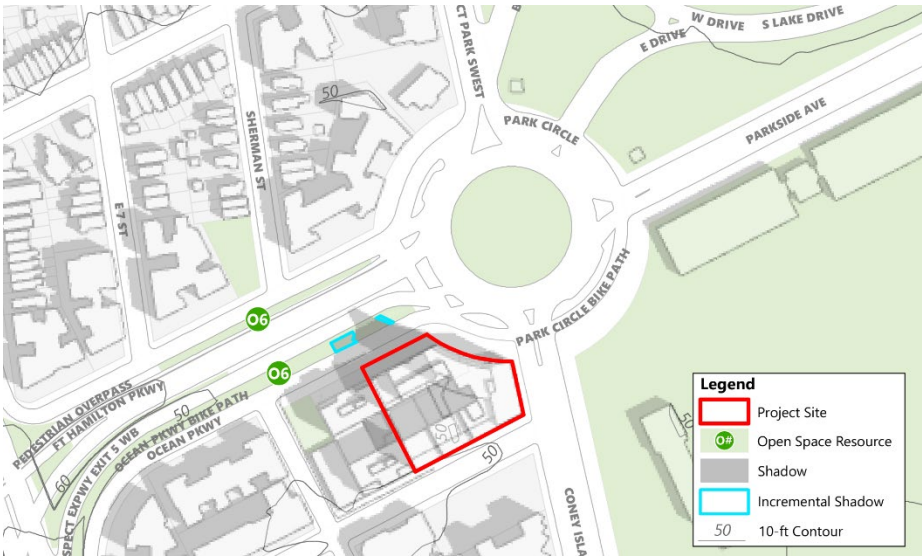 W DRIVE
S LAKE DRIVE
E DRIVE
CT PARK SWEST
PARK CIRCLE
PARKSIDE AVE
50
SHERMAN ST
E 7 ST
O6
O6
PARK CIRCLE BIKE PATH
PEDESTRIAN OVERPASS
FT HAMILTON PKWY
50
OCEAN PKWY BIKE PATH
OCEAN PKWY
SPECT EXPWY EXIT 5 WB
60
50
50
CONEY ISLA
50
Legend
Project Site
O# Open Space Resource
Shadow
Incremental Shadow
50 10-ft Contour